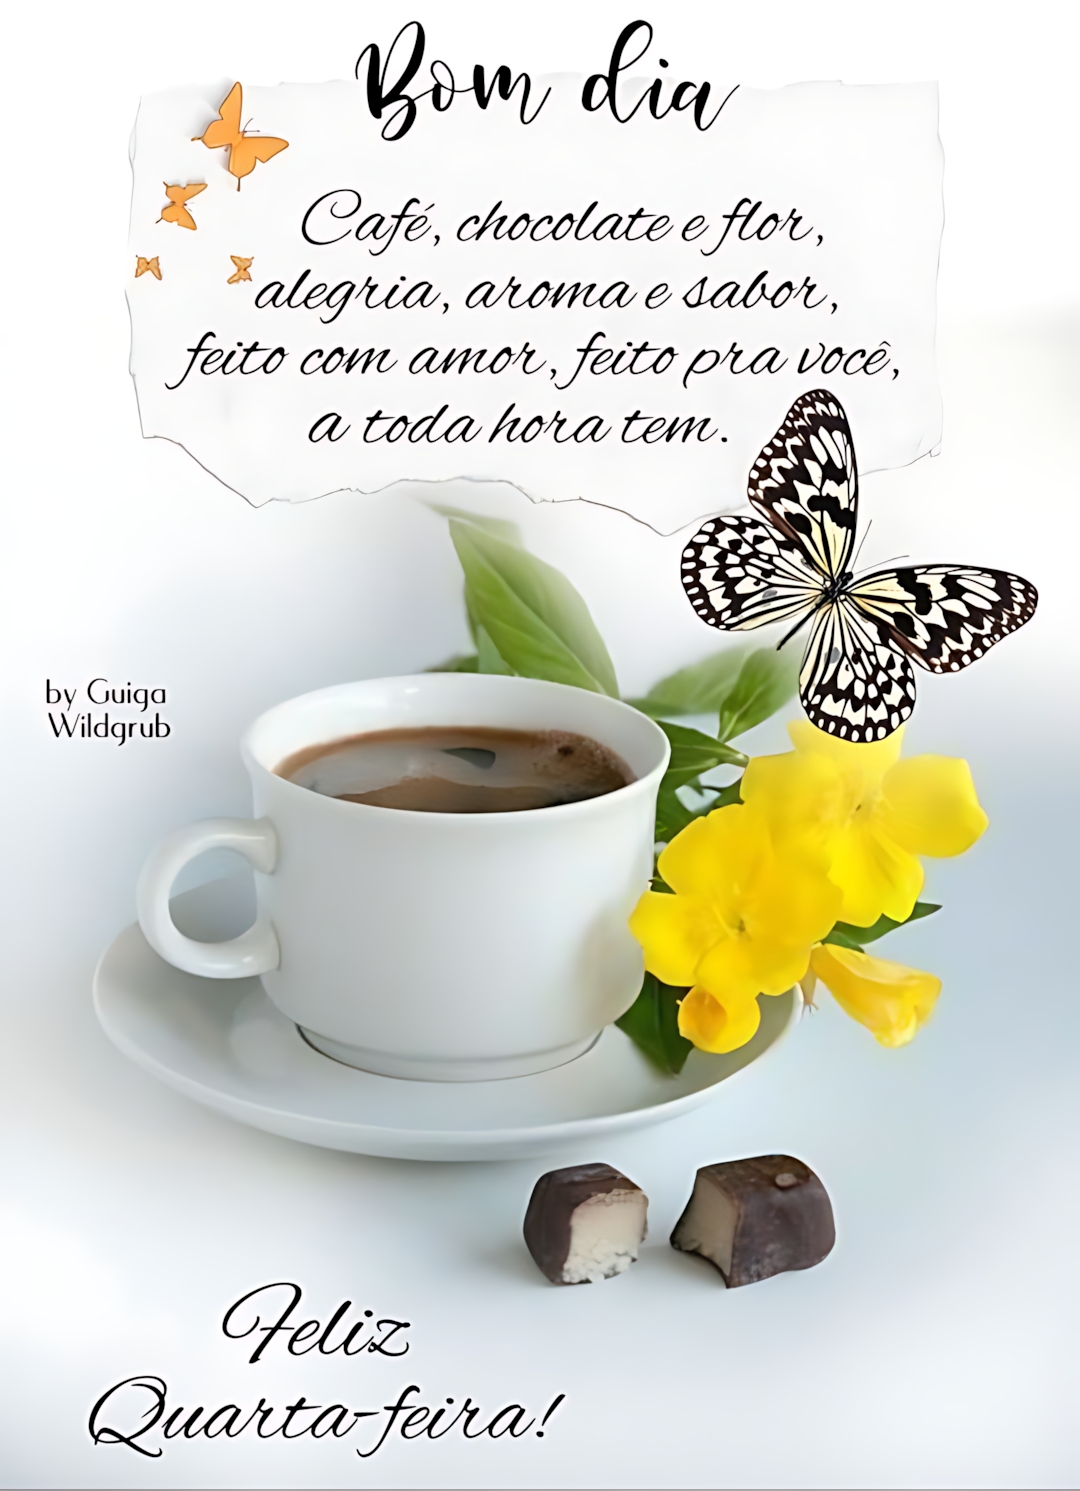 Bom dia
Café, chocolate e flor,
alegria, aroma e sabor,
feito com amor, feito pra você,
a toda hora tem.
by Guiga
Wildgrub
Feliz
Quarta-feira!